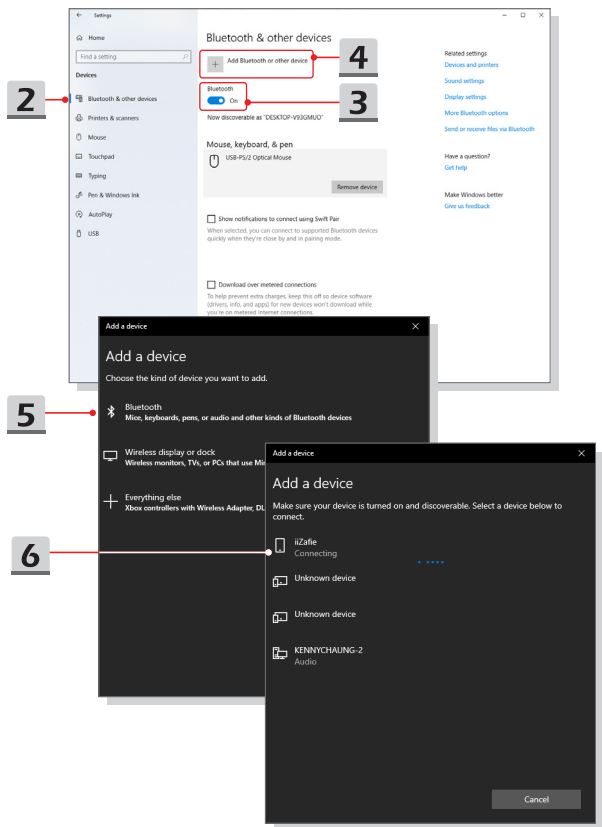 Settings
Home
Find a setting
Devices
Bluetooth & other devices
Printers & scanners
Mouse
Touchpad
Typing
Pen & Windows Ink
AutoPlay
USB
Bluetooth & other devices
Add Bluetooth or other device
Bluetooth
On
Now discoverable as "DESKTOP-V93GMUO"
Mouse, keyboard, & pen
USB-PS/2 Optical Mouse
Remove device
Show notifications to connect using Swift Pair
When selected, you can connect to supported Bluetooth devices
quickly when they're close by and in pairing mode.
Download over metered connections
To help prevent extra charges, keep this off so device software
(drivers, info, and apps) for new devices won't download while
you're on metered Internet connections.
Related settings
Devices and printers
Sound settings
Display settings
More Bluetooth options
Send or receive files via Bluetooth
Have a question?
Get help
Make Windows better
Give us feedback
2
3
4
Add a device
Add a device
Choose the kind of device you want to add.
Bluetooth
Mice, keyboards, pens, or audio and other kinds of Bluetooth devices
Wireless display or dock
Wireless monitors, TVs, or PCs that use
Everything else
Xbox controllers with Wireless Adapter,
5
Add a device
Add a device
Make sure your device is turned on and discoverable. Select a device below to
connect.
iiZafie
Connecting
Unknown device
Unknown device
KENNYCHAUNG-2
Audio
Cancel
6